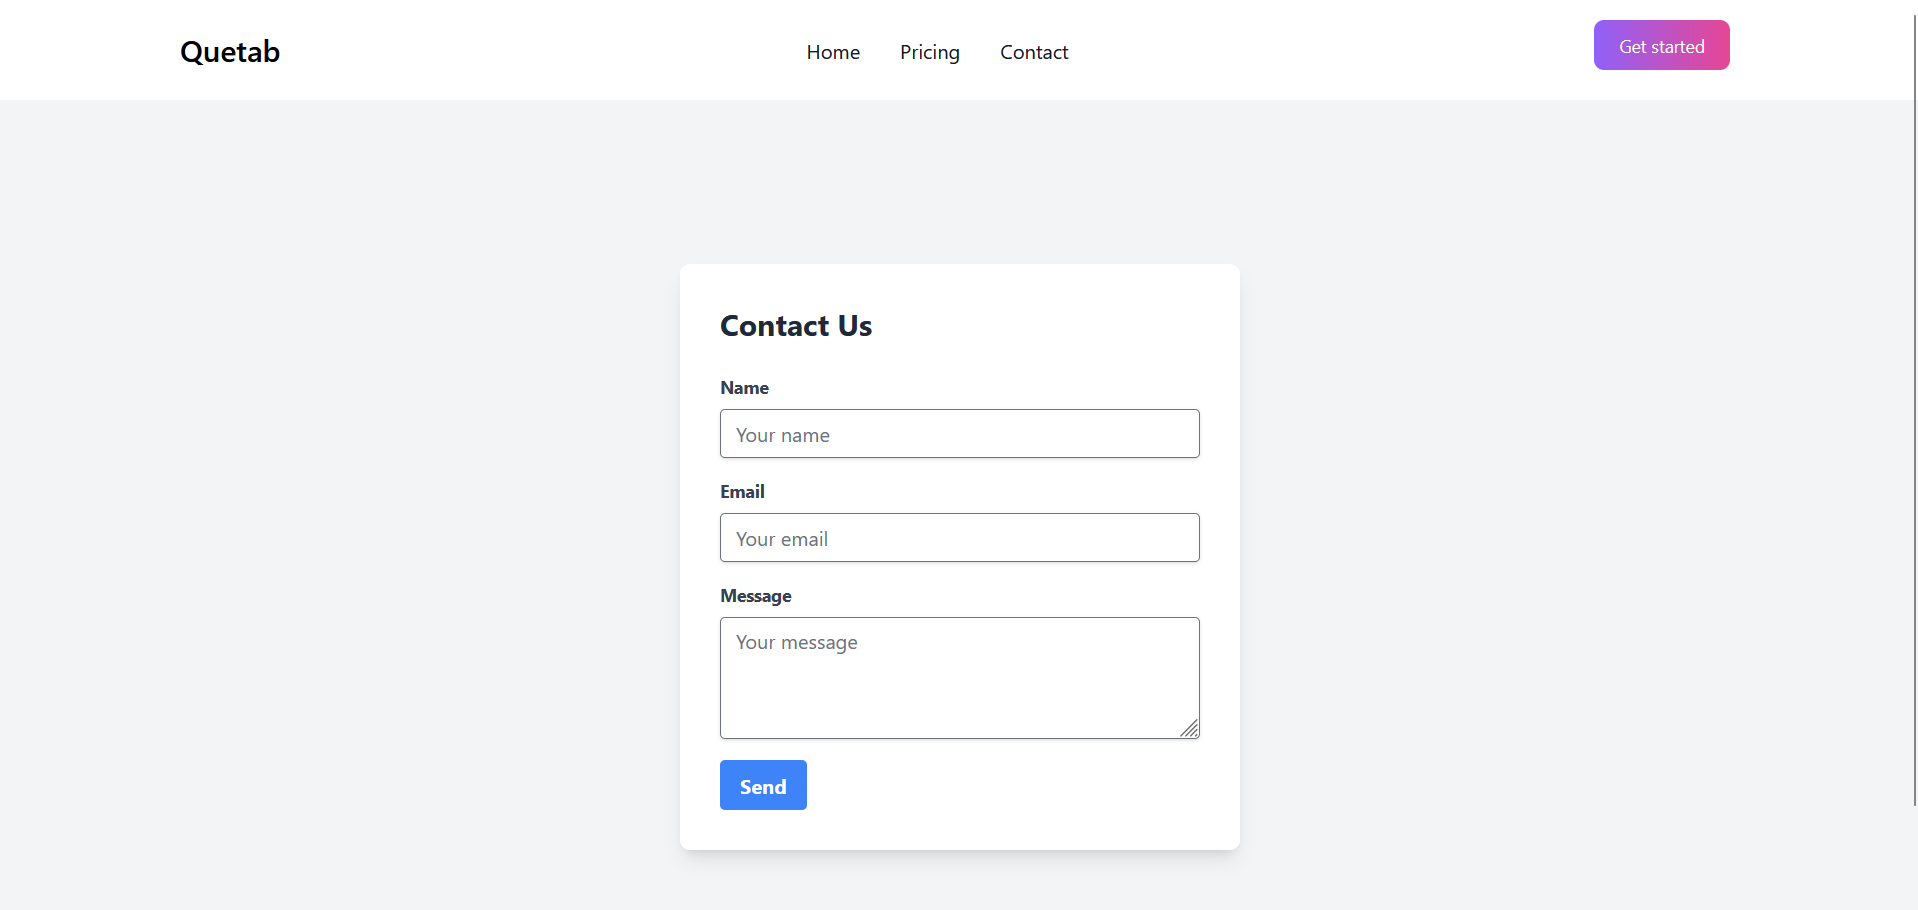 Quetab
Home Pricing Contact
Get started
Contact Us
Name
Your name
Email
Your email
Message
Your message
Send